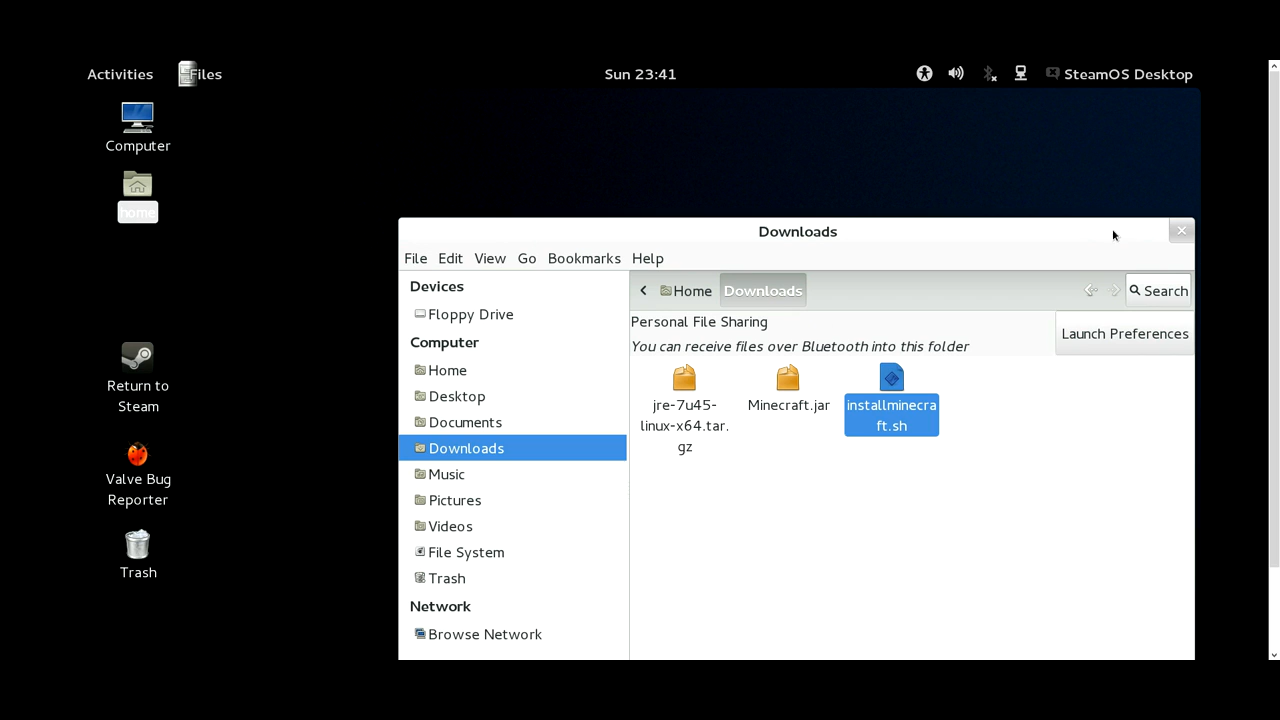 Activities Files Sun 23:41 SteamOS Desktop
Computer
home
Return to
Steam
Valve Bug
Reporter
Trash
Downloads
File Edit View Go Bookmarks Help
Devices
Floppy Drive
Computer
Home
Desktop
Documents
Downloads
Music
Pictures
Videos
File System
Trash
Network
Browse Network
Home Downloads Search
Personal File Sharing
You can receive files over Bluetooth into this folder
Launch Preferences
jre-7u45-
linux-x64.tar.
gz
Minecraft.jar
installminecra
ft.sh